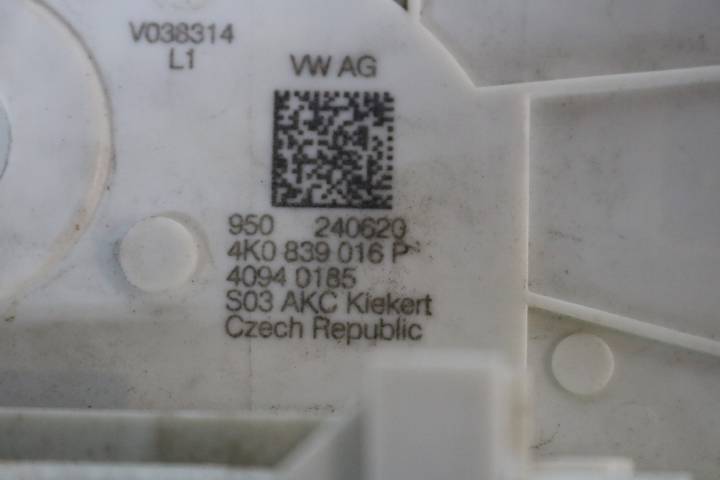 V038314
L1
VW AG
950 240620
4K0 839 016 P
4094 0185
S03 AKC Kiekert
Czech Republic